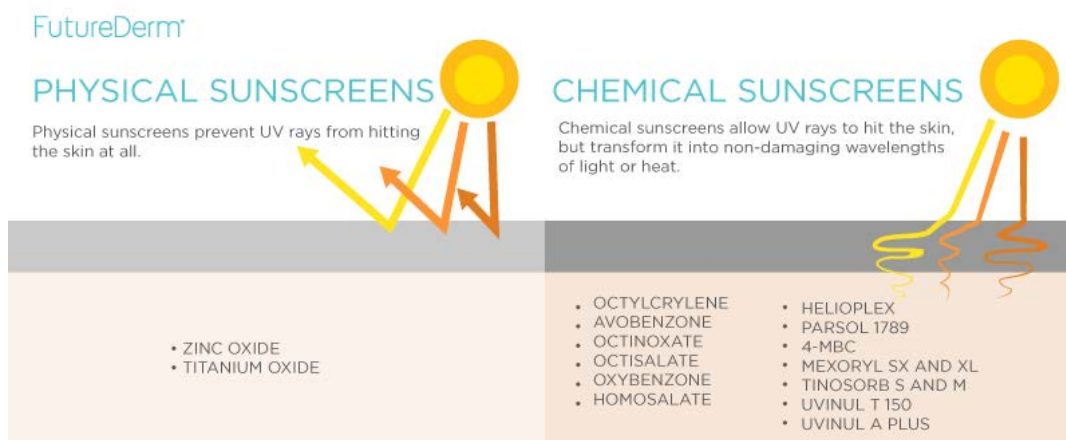 FutureDerm
PHYSICAL SUNSCREENS
Physical sunscreens prevent UV rays from hitting
the skin at all.
• ZINC OXIDE
• TITANIUM OXIDE
CHEMICAL SUNSCREENS
Chemical sunscreens allow UV rays to hit the skin,
but transform it into non-damaging wavelengths
of light or heat.
• OCTYLCRYLENE
• AVOBENZONE
• OCTINOXATE
• OCTISALATE
• OXYBENZONE
• HOMOSALATE
• HELIOPLEX
• PARSOL 1789
• 4-MBC
• MEXORYL SX AND XL
• TINOSORB S AND M
• UVINUL T 150
• UVINUL A PLUS